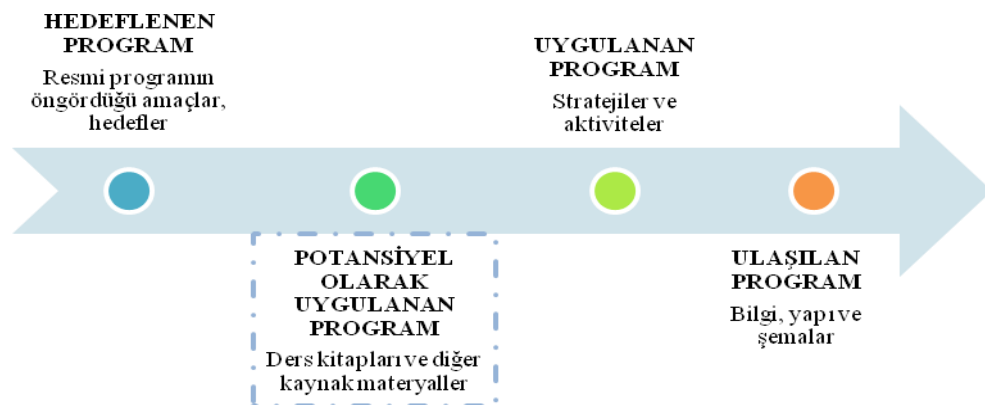 HEDEFLENEN
PROGRAM
Resmi programın
öngördüğü amaçlar,
hedefler
POTANSİYEL
OLARAK
UYGULANAN
PROGRAM
Ders kitapları ve diğer
kaynak materyaller
UYGULANAN
PROGRAM
Stratejiler ve
aktiviteler
ULAŞILAN
PROGRAM
Bilgi, yapı ve
şemalar